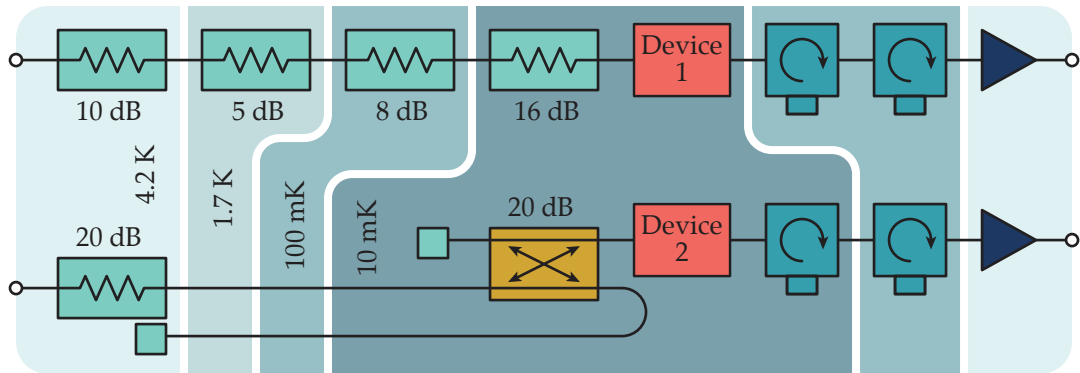 Device
1
10 dB
5 dB
8 dB
16 dB
4.2 K
1.7 K
100 mK
10 mK
20 dB
20 dB
Device
2